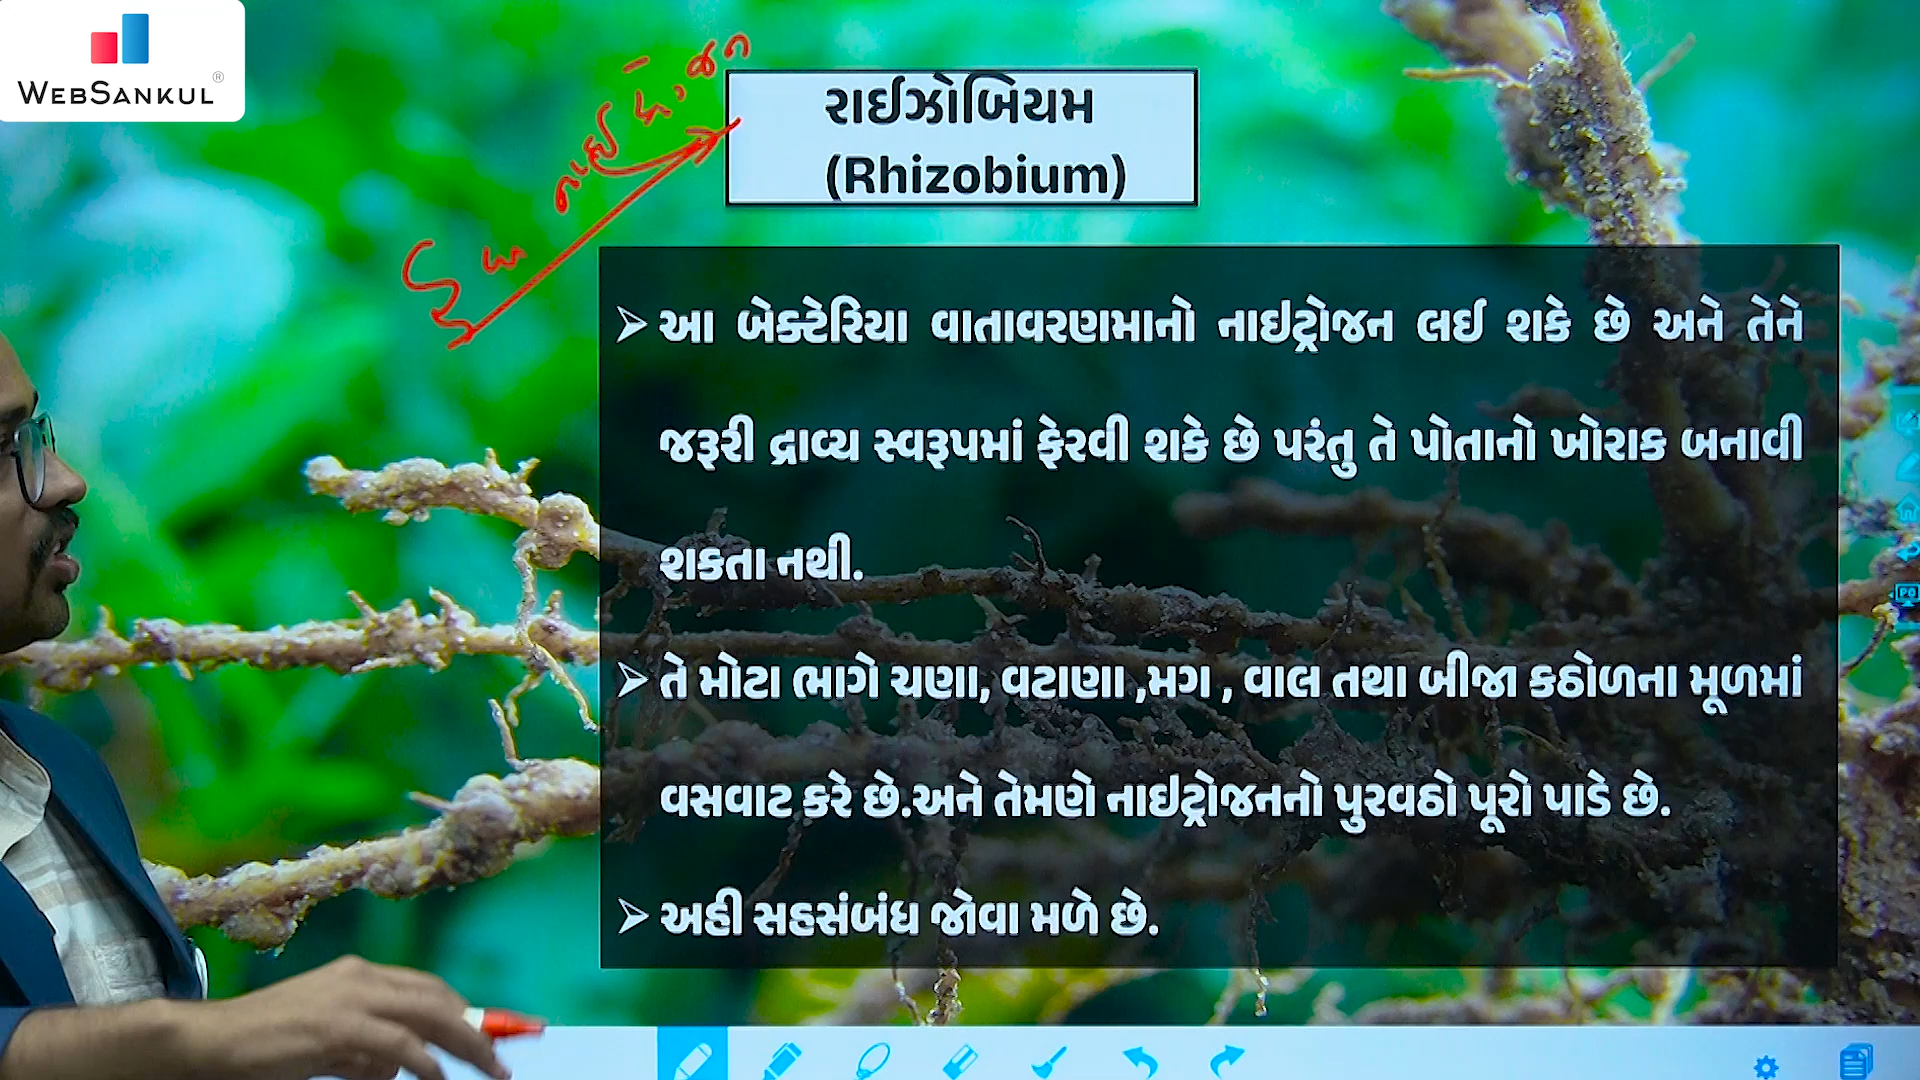 WEBSANKUL®
રાઈઝોબિયમ
(Rhizobium)
➢ આ બેક્ટેરિયા વાતાવરણમાનો નાઇટ્રોજન લઈ શકે છે અને તેને
જરૂરી દ્રાવ્ય સ્વરૂપમાં ફેરવી શકે છે પરંતુ તે પોતાનો ખોરાક બનાવી
શકતા નથી.
➢ તે મોટા ભાગે ચણા, વટાણા ,મગ , વાલ તથા બીજા કઠોળના મૂળમાં
વસવાટ કરે છે.અને તેમણે નાઇટ્રોજનનો પુરવઠો પૂરો પાડે છે.
➢ અહી સહસંબંધ જોવા મળે છે.